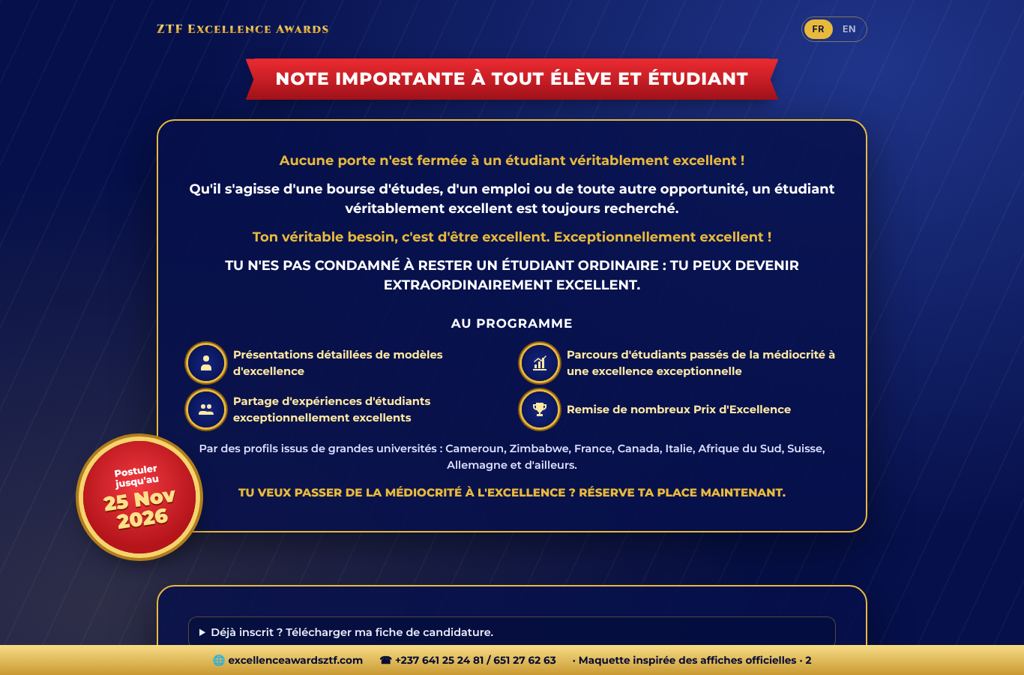 ZTF Excellence Awards
FR EN
NOTE IMPORTANTE À TOUT ÉLÈVE ET ÉTUDIANT
Aucune porte n'est fermée à un étudiant véritablement excellent !
Qu'il s'agisse d'une bourse d'études, d'un emploi ou de toute autre opportunité, un étudiant
véritablement excellent est toujours recherché.
Ton véritable besoin, c'est d'être excellent. Exceptionnellement excellent !
TU N'ES PAS CONDAMNÉ À RESTER UN ÉTUDIANT ORDINAIRE : TU PEUX DEVENIR
EXTRAORDINAIREMENT EXCELLENT.
AU PROGRAMME
Présentations détaillées de modèles
d'excellence
Parcours d'étudiants passés de la médiocrité à
une excellence exceptionnelle
Partage d'expériences d'étudiants
exceptionnellement excellents
Remise de nombreux Prix d'Excellence
Par des profils issus de grandes universités : Cameroun, Zimbabwe, France, Canada, Italie, Afrique du Sud, Suisse,
Allemagne et d'ailleurs.
TU VEUX PASSER DE LA MÉDIOCRITÉ À L'EXCELLENCE ? RÉSERVE TA PLACE MAINTENANT.
Postuler
jusqu'au
25 Nov
2026
Déjà inscrit ? Télécharger ma fiche de candidature.
🌐 excellenceawardsztf.com ☎ +237 641 25 24 81 / 651 27 62 63 · Maquette inspirée des affiches officielles · 2